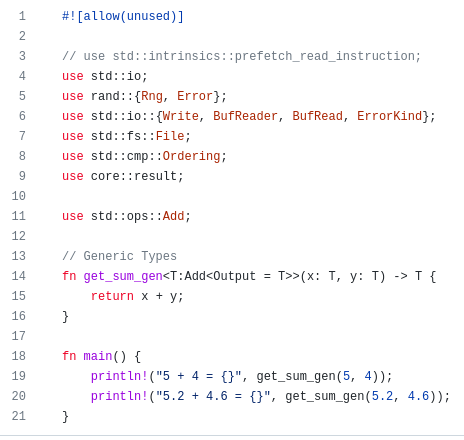 1 #![allow(unused)]
2
3 // use std::intrinsics::prefetch_read_instruction;
4 use std::io;
5 use rand::{Rng, Error};
6 use std::io::{Write, BufReader, BufRead, ErrorKind};
7 use std::fs::File;
8 use std::cmp::Ordering;
9 use core::result;
10
11 use std::ops::Add;
12
13 // Generic Types
14 fn get_sum_gen<T:Add<Output = T>>(x: T, y: T) -> T {
15     return x + y;
16 }
17
18 fn main() {
19     println!("5 + 4 = {}", get_sum_gen(5, 4));
20     println!("5.2 + 4.6 = {}", get_sum_gen(5.2, 4.6));
21 }